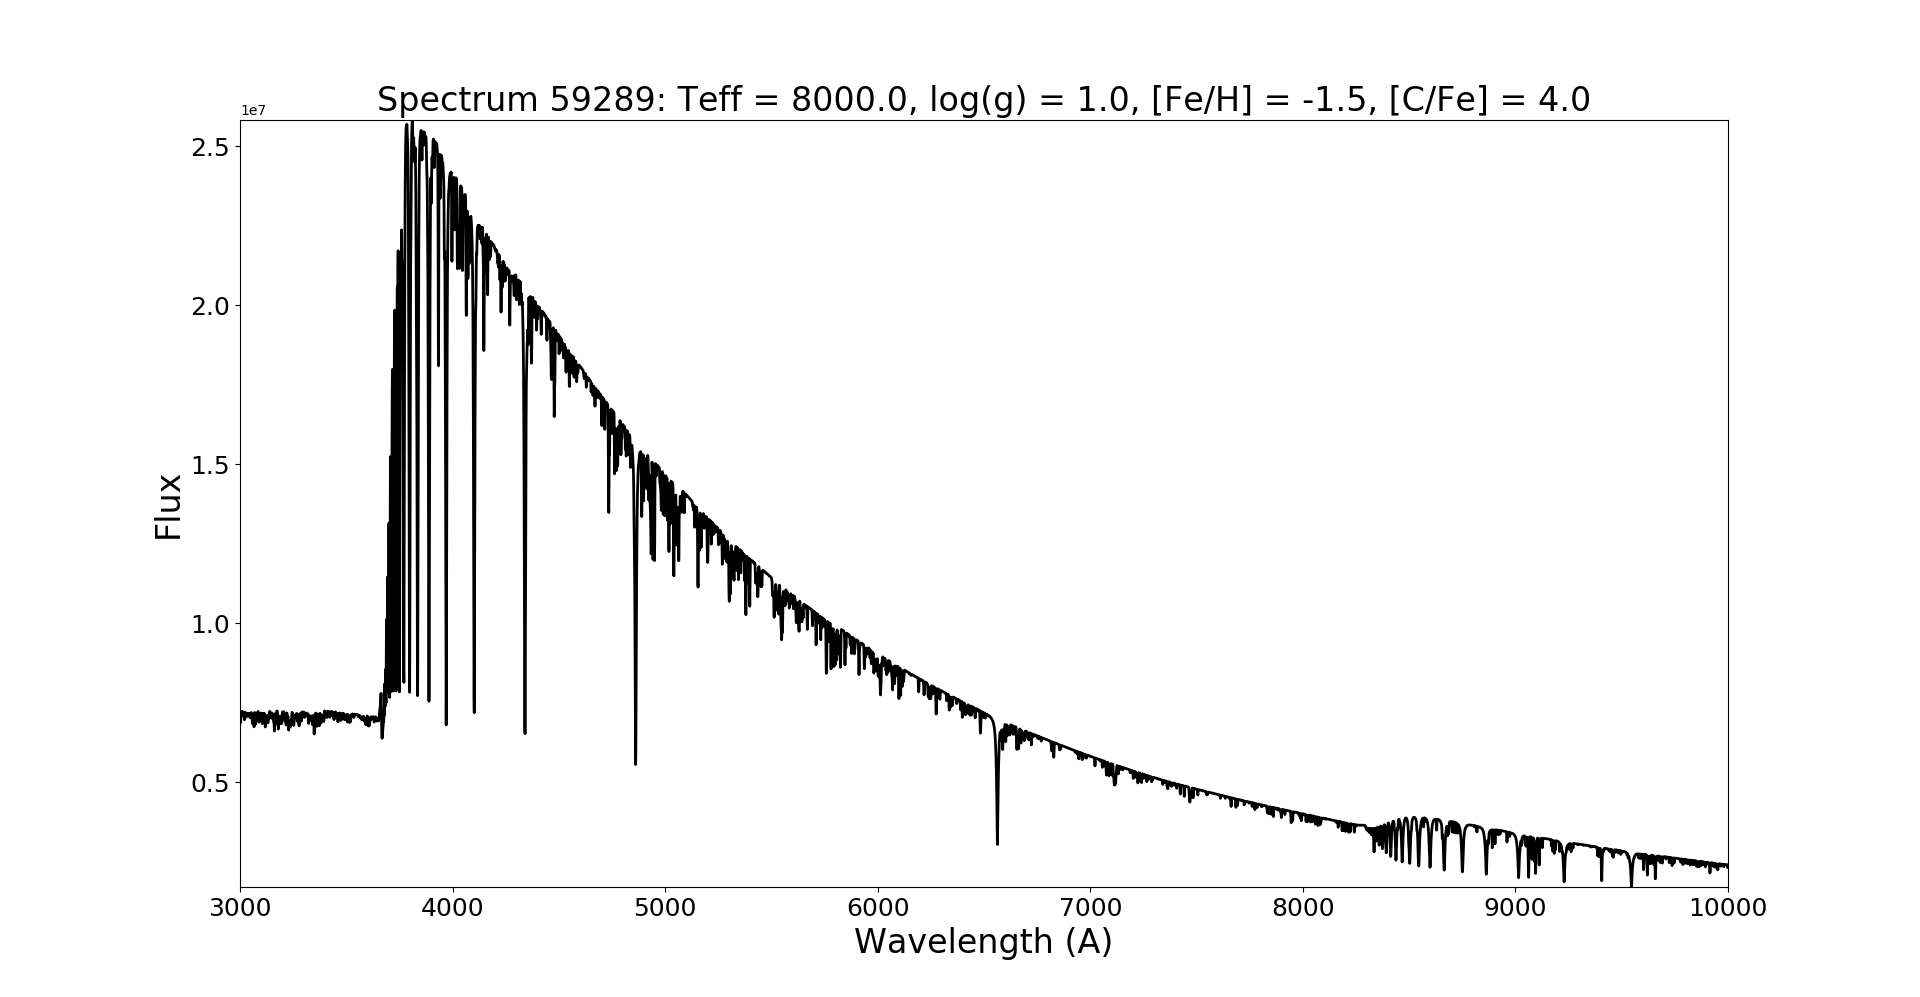 Spectrum 59289: Teff = 8000.0, log(g) = 1.0, [Fe/H] = -1.5, [C/Fe] = 4.0
1e7
2.5
2.0
1.5
1.0
0.5
Flux
3000 4000 5000 6000 7000 8000 9000 10000
Wavelength (A)